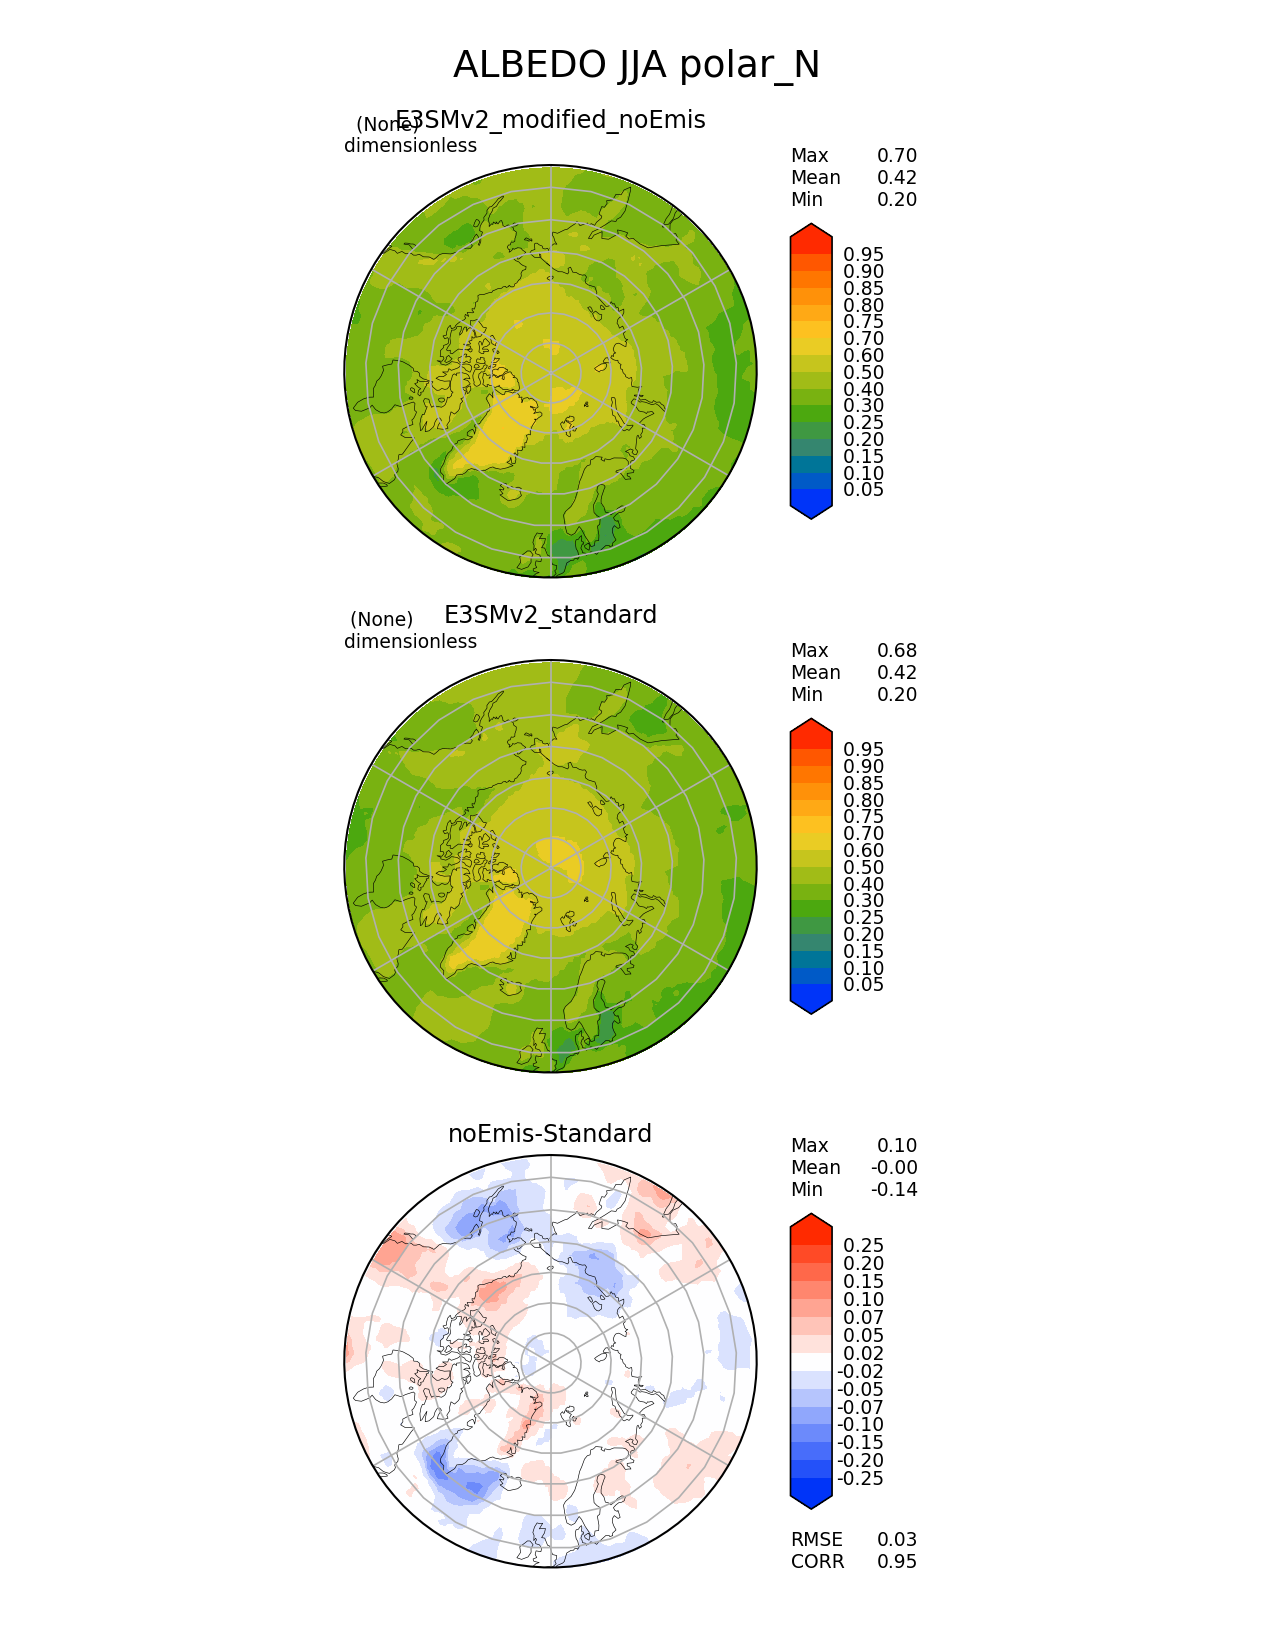 ALBEDO JJA polar_N
E3SMv2_modified_noEmis
(None)
dimensionless
Max 0.70
Mean 0.42
Min 0.20
0.95
0.90
0.85
0.80
0.75
0.70
0.60
0.50
0.40
0.30
0.25
0.20
0.15
0.10
0.05
(None) E3SMv2_standard
dimensionless
Max 0.68
Mean 0.42
Min 0.20
0.95
0.90
0.85
0.80
0.75
0.70
0.60
0.50
0.40
0.30
0.25
0.20
0.15
0.10
0.05
noEmis-Standard
Max 0.10
Mean -0.00
Min -0.14
0.25
0.20
0.15
0.10
0.07
0.05
0.02
-0.02
-0.05
-0.07
-0.10
-0.15
-0.20
-0.25
RMSE 0.03
CORR 0.95